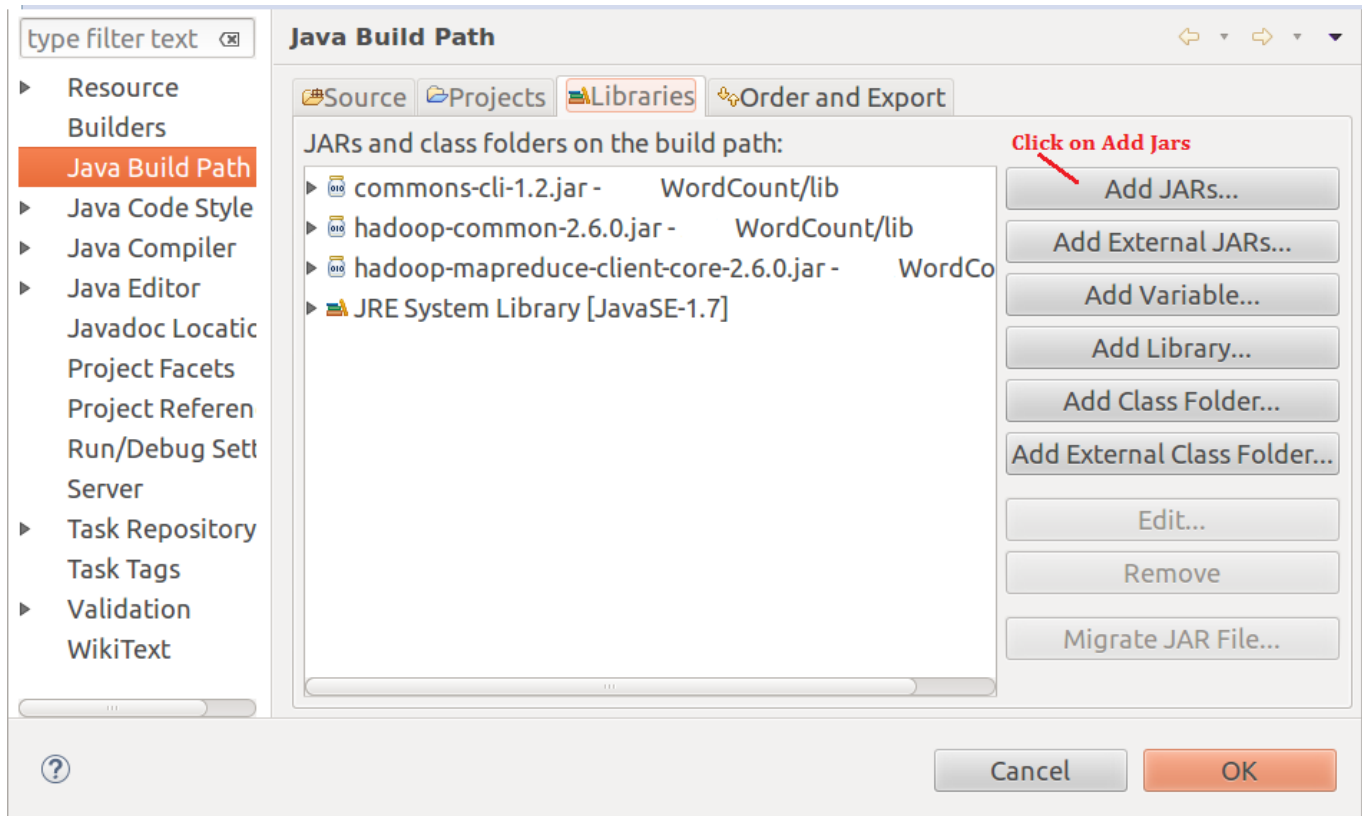 type filter text
Resource
Builders
Java Build Path
Java Code Style
Java Compiler
Java Editor
Javadoc Locatic
Project Facets
Project Referen
Run/Debug Sett
Server
Task Repository
Task Tags
Validation
WikiText
Java Build Path
Source Projects Libraries Order and Export
JARs and class folders on the build path:
commons-cli-1.2.jar - WordCount/lib
hadoop-common-2.6.0.jar - WordCount/lib
hadoop-mapreduce-client-core-2.6.0.jar - WordCo
JRE System Library [JavaSE-1.7]
Click on Add Jars
Add JARs...
Add External JARs...
Add Variable...
Add Library...
Add Class Folder...
Add External Class Folder...
Edit...
Remove
Migrate JAR File...
Cancel OK